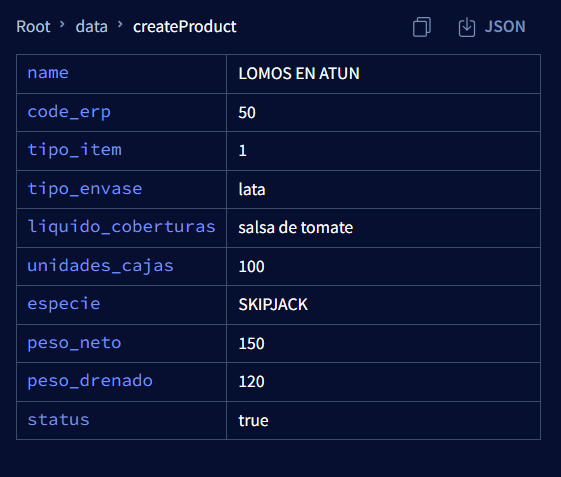 Root > data > createProduct JSON
name LOMOS EN ATUN
code_erp 50
tipo_item 1
tipo_envase lata
liquido_coberturas salsa de tomate
unidades_cajas 100
especie SKIPJACK
peso_neto 150
peso_drenado 120
status true